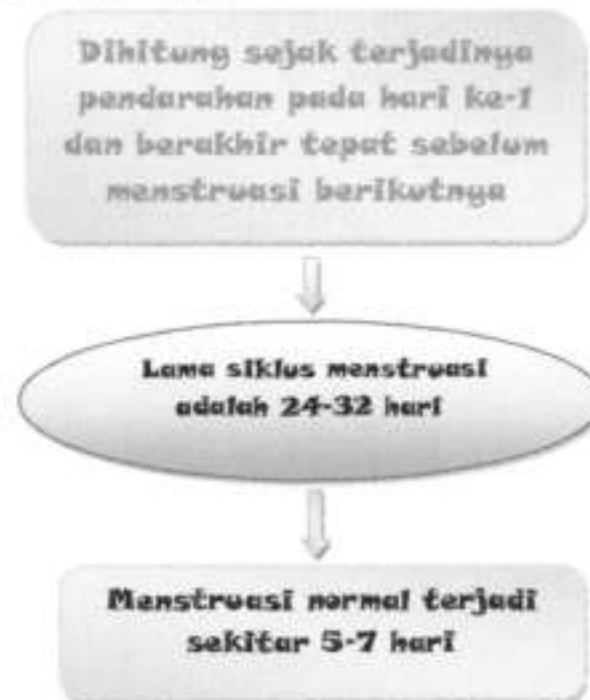 Dihitung sejak terjadinya
pendarahan pada hari ke-1
dan berakhir tepat sebelum
menstruasi berikutnya
Lama siklus menstruasi
adalah 24-32 hari
Menstruasi normal terjadi
sekitar 5-7 hari